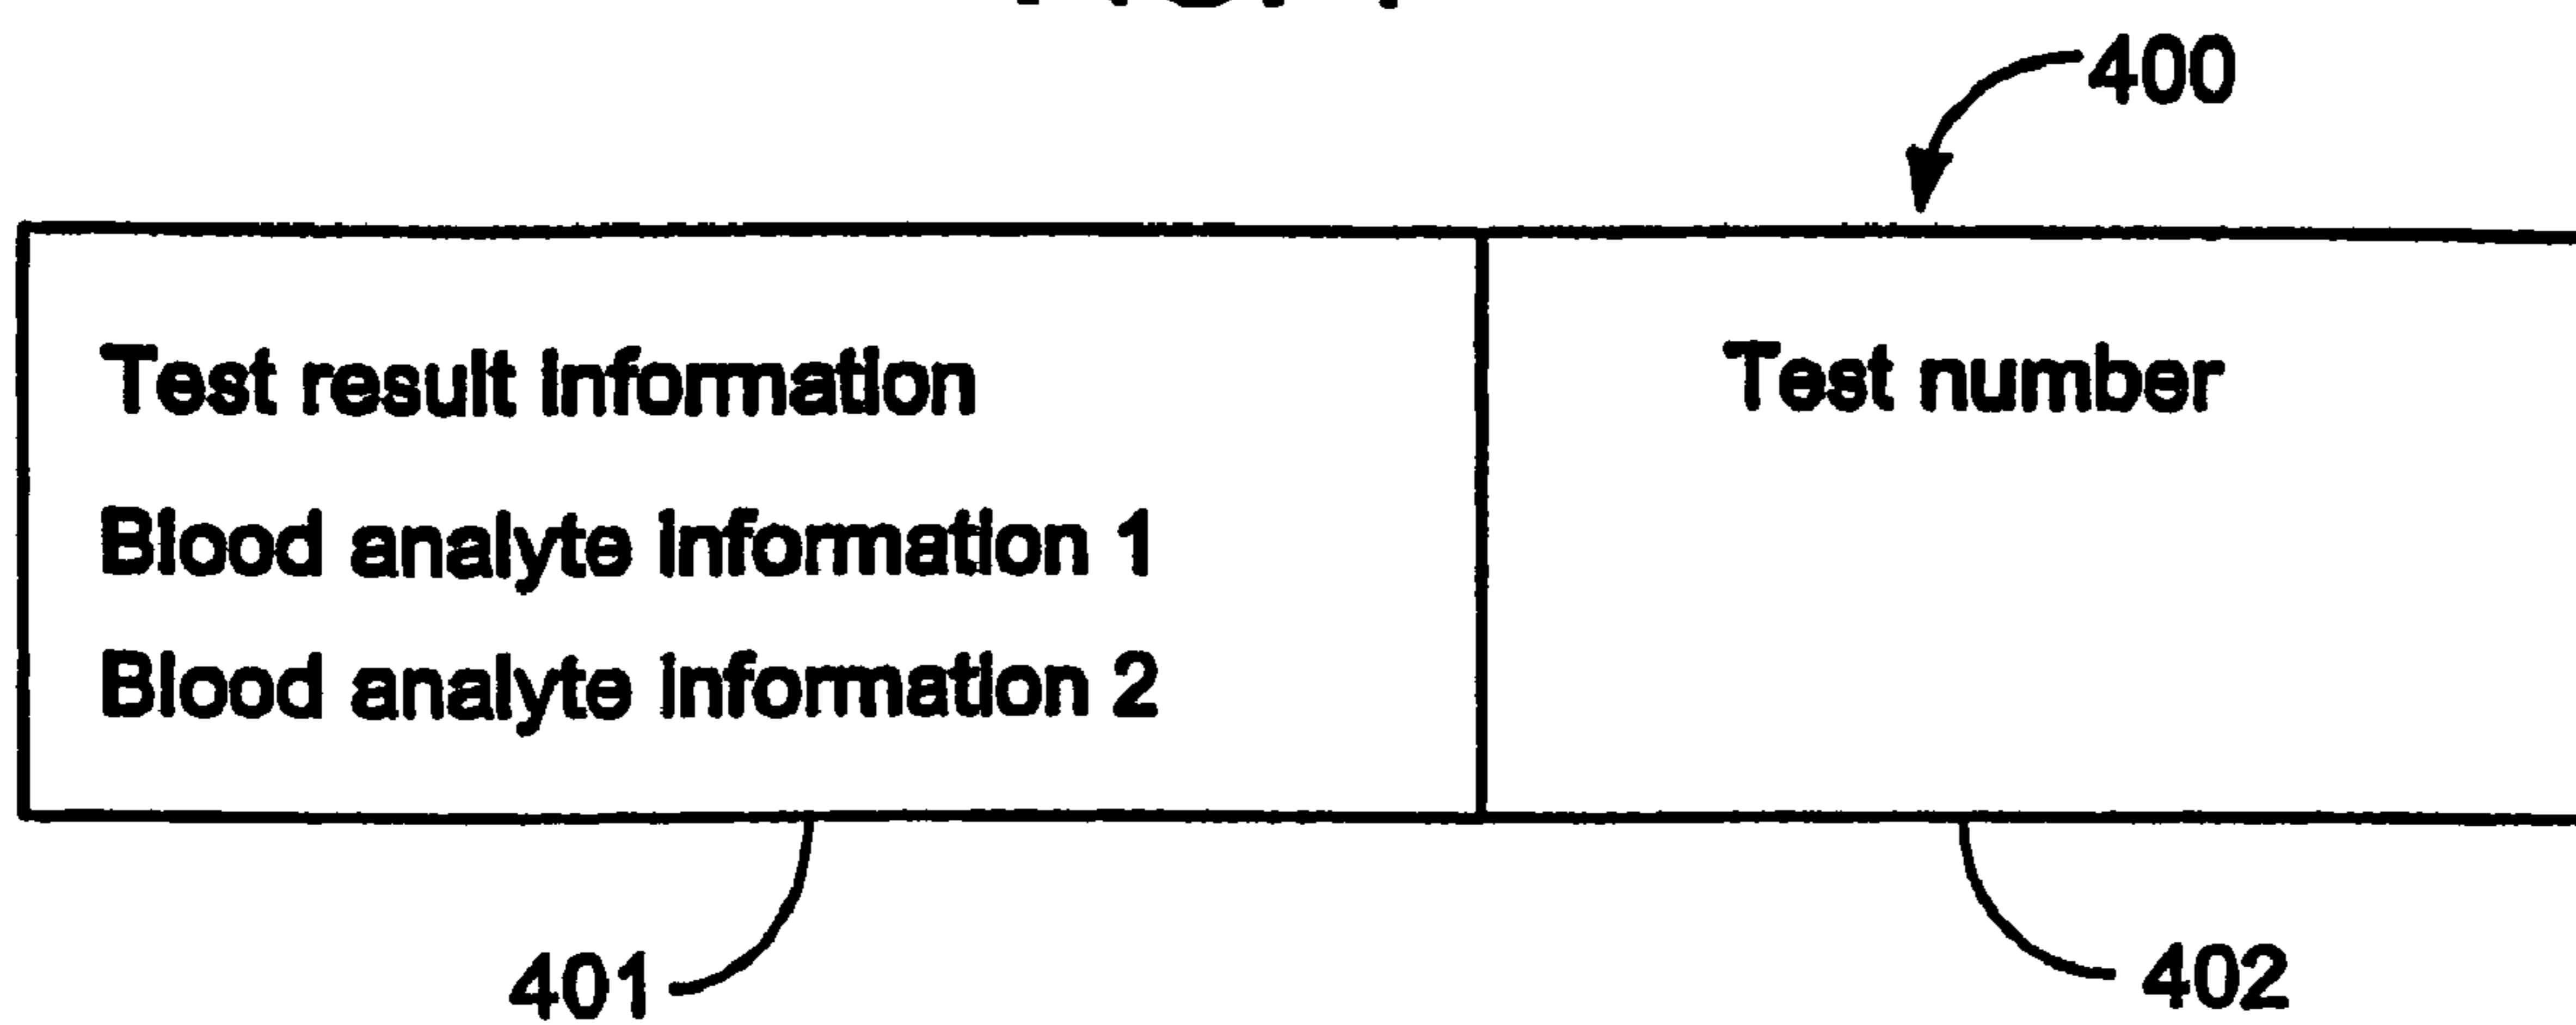 400
Test result information
Test number
Blood analyte information 1
Blood analyte information 2
401
402